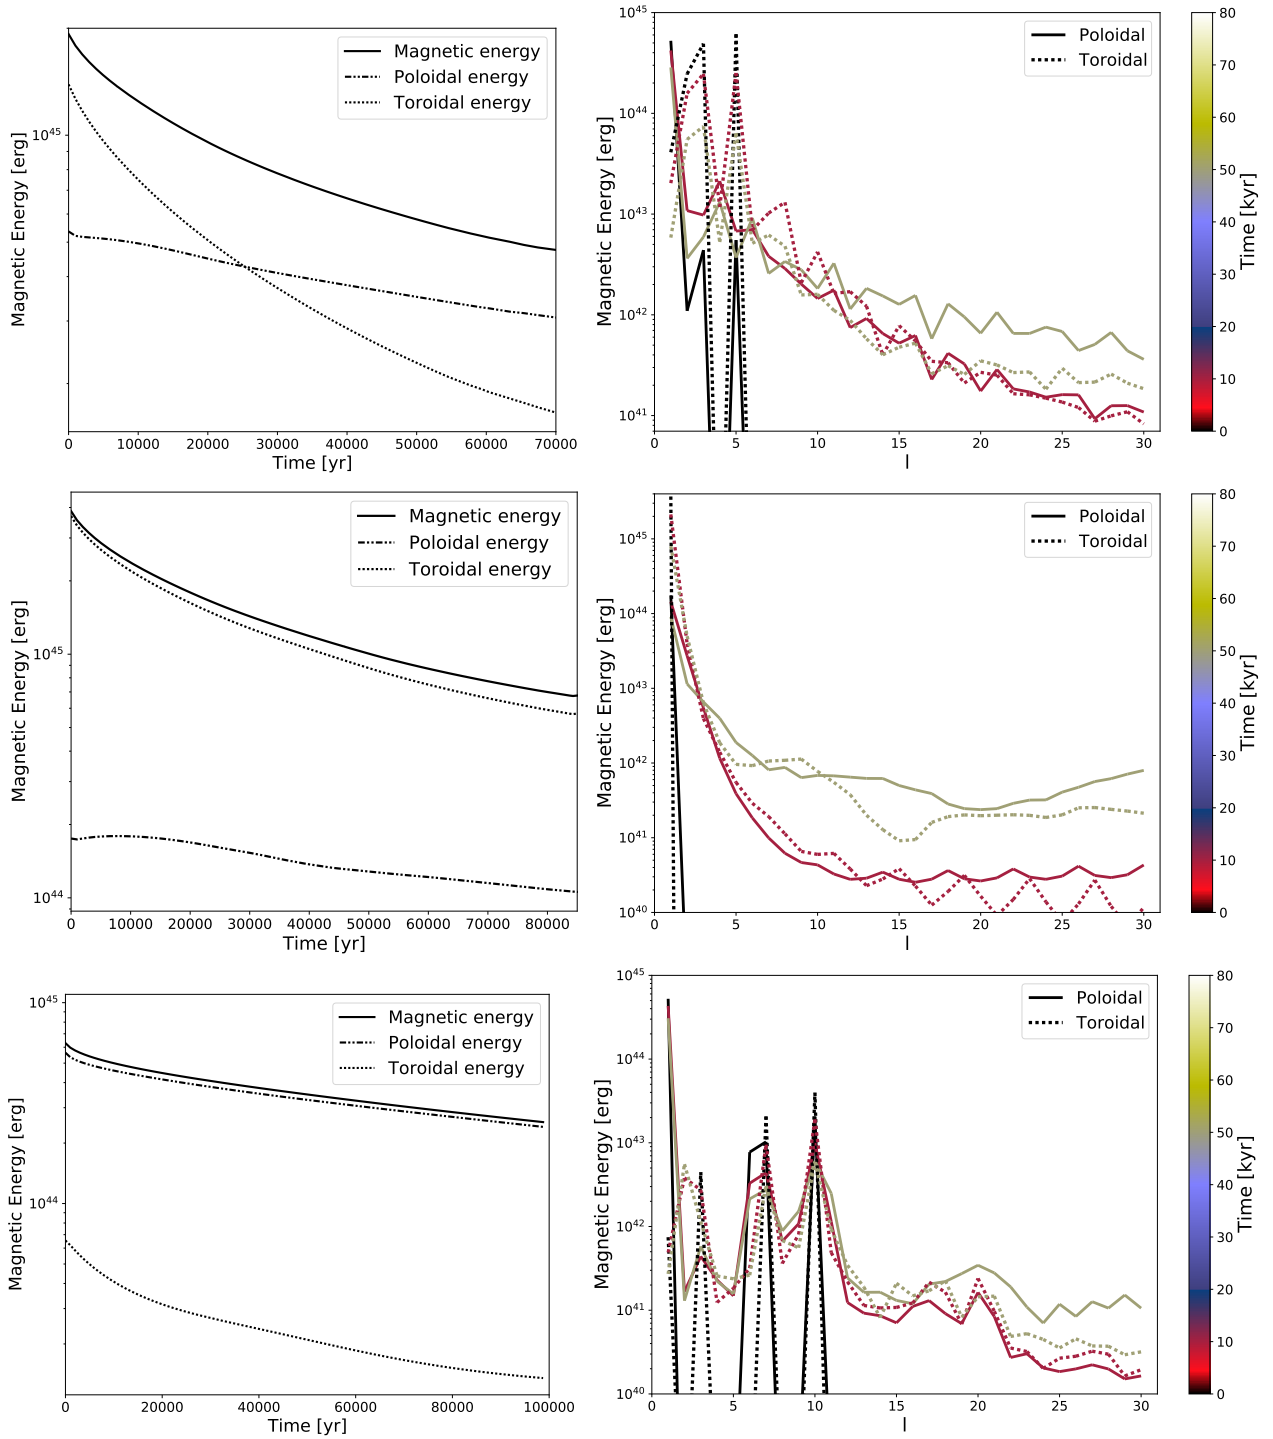 Magnetic energy
Poloidal energy
Toroidal energy
10^45
Magnetic Energy [erg]
0 10000 20000 30000 40000 50000 60000 70000
Time [yr]
Poloidal
Toroidal
10^45
10^44
10^43
10^42
10^41
Magnetic Energy [erg]
0 5 10 15 20 25 30
l
80
70
60
50
40
30
20
10
0
Time [kyr]
Magnetic energy
Poloidal energy
Toroidal energy
10^45
10^44
Magnetic Energy [erg]
0 10000 20000 30000 40000 50000 60000 70000 80000
Time [yr]
Poloidal
Toroidal
10^45
10^44
10^43
10^42
10^41
10^40
Magnetic Energy [erg]
0 5 10 15 20 25 30
l
80
70
60
50
40
30
20
10
0
Time [kyr]
Magnetic energy
Poloidal energy
Toroidal energy
10^45
10^44
Magnetic Energy [erg]
20000 40000 60000 80000 100000
Time [yr]
Poloidal
Toroidal
10^45
10^44
10^43
10^42
10^41
10^40
Magnetic Energy [erg]
0 5 10 15 20 25 30
l
80
70
60
50
40
30
20
10
0
Time [kyr]